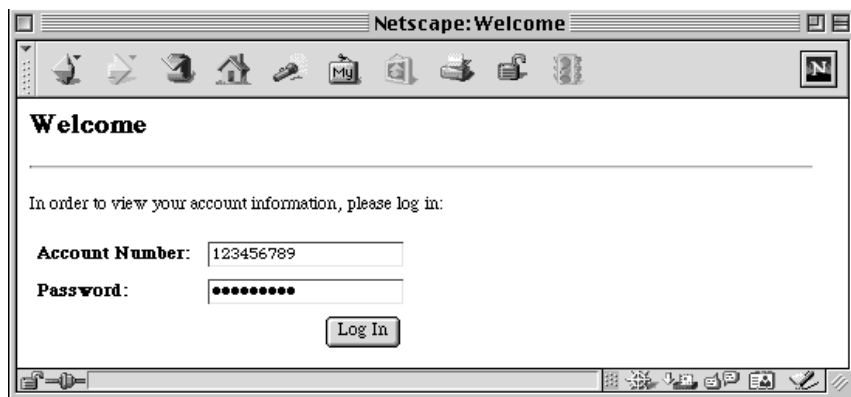 Netscape: Welcome
My
N
Welcome
In order to view your account information, please log in:
Account Number: 123456789
Password: •••••••••
Log In